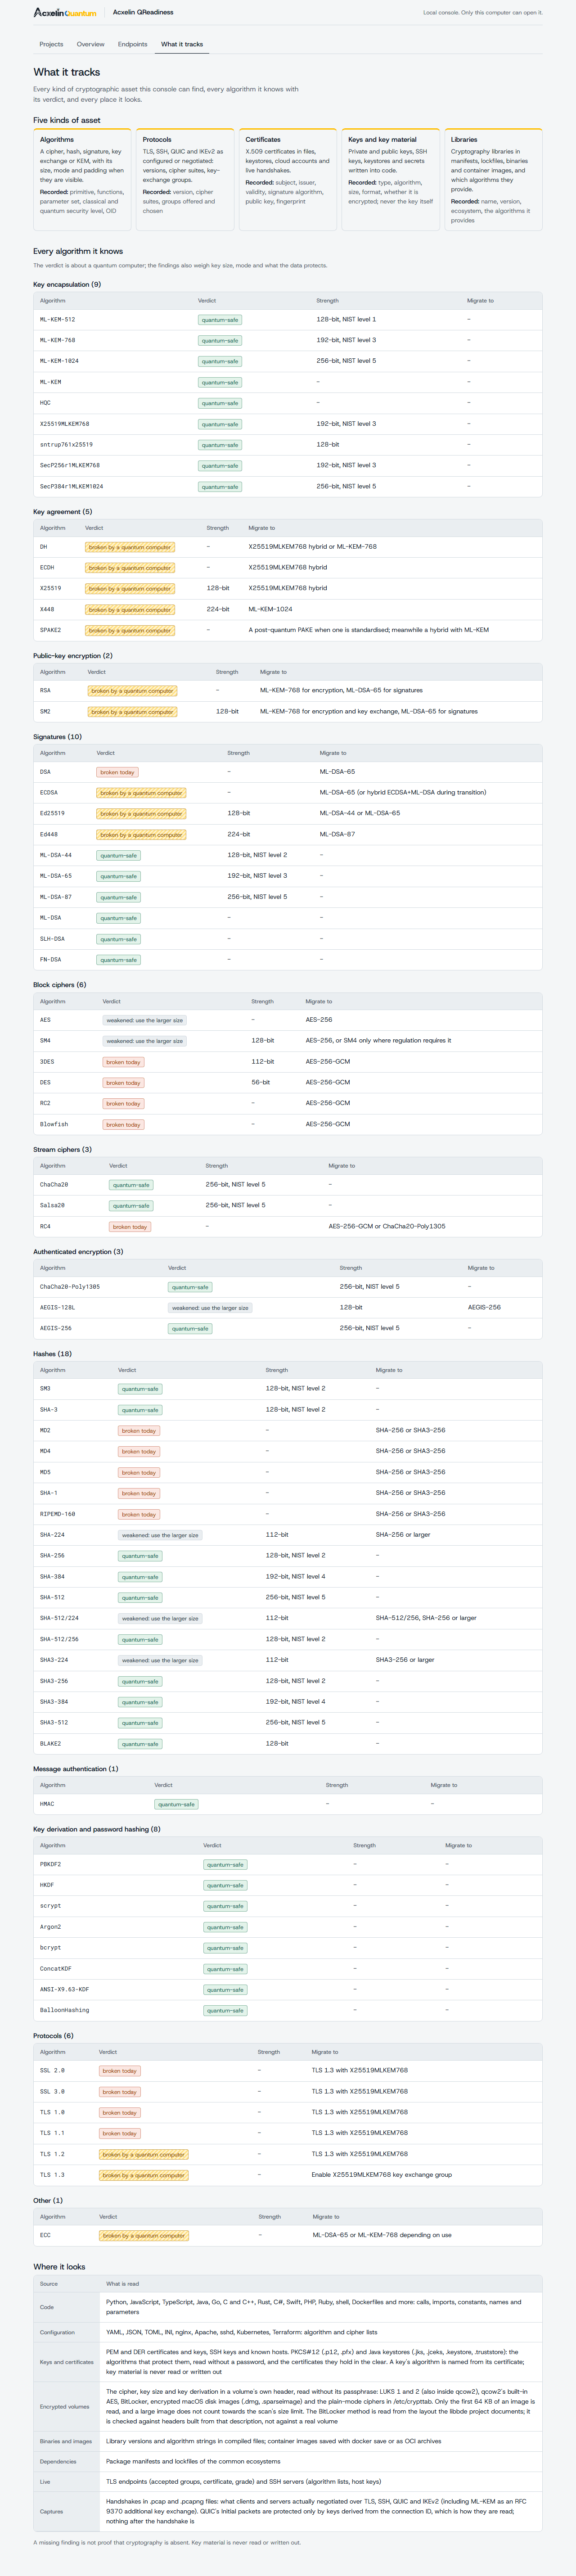 Acxelin Quantum
Acxelin QReadiness
Local console. Only this computer can open it.
Projects
Overview
Endpoints
What it tracks
What it tracks
Every kind of cryptographic asset this console can find, every algorithm it knows with
its verdict, and every place it looks.
Five kinds of asset
Algorithms
A cipher, hash, signature, key
exchange or KEM, with its
size, mode and padding when
they are visible.
Recorded: primitive, functions,
parameter set, classical and
quantum security level, OID
Protocols
TLS, SSH, QUIC and IKEv2 as
configured or negotiated:
versions, cipher suites, key-
exchange groups.
Recorded: version, cipher
suites, groups offered and
chosen
Certificates
X.509 certificates in files,
keystores, cloud accounts and
live handshakes.
Recorded: subject, issuer,
validity, signature algorithm,
public key, fingerprint
Keys and key material
Private and public keys, SSH
keys, keystores and secrets
written into code.
Recorded: type, algorithm,
size, format, whether it is
encrypted; never the key itself
Libraries
Cryptography libraries in
manifests, lockfiles, binaries
and container images, and
which algorithms they
provide.
Recorded: name, version,
ecosystem, the algorithms it
provides
Every algorithm it knows
The verdict is about a quantum computer; the findings also weigh key size, mode and what the data protects.
Key encapsulation (9)
Algorithm Verdict Strength Migrate to
ML-KEM-512 quantum-safe 128-bit, NIST level 1 –
ML-KEM-768 quantum-safe 192-bit, NIST level 3 –
ML-KEM-1024 quantum-safe 256-bit, NIST level 5 –
ML-KEM quantum-safe – –
HQC quantum-safe – –
X25519MLKEM768 quantum-safe 192-bit, NIST level 3 –
sntrup761x25519 quantum-safe 128-bit –
SecP256r1MLKEM768 quantum-safe 192-bit, NIST level 3 –
SecP384r1MLKEM1024 quantum-safe 256-bit, NIST level 5 –
Key agreement (5)
Algorithm Verdict Strength Migrate to
DH broken by a quantum computer – X25519MLKEM768 hybrid or ML-KEM-768
ECDH broken by a quantum computer – X25519MLKEM768 hybrid
X25519 broken by a quantum computer 128-bit X25519MLKEM768 hybrid
X448 broken by a quantum computer 224-bit ML-KEM-1024
SPAKE2 broken by a quantum computer – A post-quantum PAKE when one is standardised; meanwhile a hybrid with ML-KEM
Public-key encryption (2)
Algorithm Verdict Strength Migrate to
RSA broken by a quantum computer – ML-KEM-768 for encryption, ML-DSA-65 for signatures
SM2 broken by a quantum computer 128-bit ML-KEM-768 for encryption and key exchange, ML-DSA-65 for signatures
Signatures (10)
Algorithm Verdict Strength Migrate to
DSA broken today – ML-DSA-65
ECDSA broken by a quantum computer – ML-DSA-65 (or hybrid ECDSA+ML-DSA during transition)
Ed25519 broken by a quantum computer 128-bit ML-DSA-44 or ML-DSA-65
Ed448 broken by a quantum computer 224-bit ML-DSA-87
ML-DSA-44 quantum-safe 128-bit, NIST level 2 –
ML-DSA-65 quantum-safe 192-bit, NIST level 3 –
ML-DSA-87 quantum-safe 256-bit, NIST level 5 –
ML-DSA quantum-safe – –
SLH-DSA quantum-safe – –
FN-DSA quantum-safe – –
Block ciphers (6)
Algorithm Verdict Strength Migrate to
AES weakened: use the larger size – AES-256
SM4 weakened: use the larger size 128-bit AES-256, or SM4 only where regulation requires it
3DES broken today 112-bit AES-256-GCM
DES broken today 56-bit AES-256-GCM
RC2 broken today – AES-256-GCM
Blowfish broken today – AES-256-GCM
Stream ciphers (3)
Algorithm Verdict Strength Migrate to
ChaCha20 quantum-safe 256-bit, NIST level 5 –
Salsa20 quantum-safe 256-bit, NIST level 5 –
RC4 broken today – AES-256-GCM or ChaCha20-Poly1305
Authenticated encryption (3)
Algorithm Verdict Strength Migrate to
ChaCha20-Poly1305 quantum-safe 256-bit, NIST level 5 –
AEGIS-128L weakened: use the larger size 128-bit AEGIS-256
AEGIS-256 quantum-safe 256-bit, NIST level 5 –
Hashes (18)
Algorithm Verdict Strength Migrate to
SM3 quantum-safe 128-bit, NIST level 2 –
SHA-3 quantum-safe 128-bit, NIST level 2 –
MD2 broken today – SHA-256 or SHA3-256
MD4 broken today – SHA-256 or SHA3-256
MD5 broken today – SHA-256 or SHA3-256
SHA-1 broken today – SHA-256 or SHA3-256
RIPEMD-160 broken today – SHA-256 or SHA3-256
SHA-224 weakened: use the larger size 112-bit SHA-256 or larger
SHA-256 quantum-safe 128-bit, NIST level 2 –
SHA-384 quantum-safe 192-bit, NIST level 4 –
SHA-512 quantum-safe 256-bit, NIST level 5 –
SHA-512/224 weakened: use the larger size 112-bit SHA-512/256, SHA-256 or larger
SHA-512/256 quantum-safe 128-bit, NIST level 2 –
SHA3-224 weakened: use the larger size 112-bit SHA3-256 or larger
SHA3-256 quantum-safe 128-bit, NIST level 2 –
SHA3-384 quantum-safe 192-bit, NIST level 4 –
SHA3-512 quantum-safe 256-bit, NIST level 5 –
BLAKE2 quantum-safe 128-bit –
Message authentication (1)
Algorithm Verdict Strength Migrate to
HMAC quantum-safe – –
Key derivation and password hashing (8)
Algorithm Verdict Strength Migrate to
PBKDF2 quantum-safe – –
HKDF quantum-safe – –
scrypt quantum-safe – –
Argon2 quantum-safe – –
bcrypt quantum-safe – –
ConcatKDF quantum-safe – –
ANSI-X9.63-KDF quantum-safe – –
BalloonHashing quantum-safe – –
Protocols (6)
Algorithm Verdict Strength Migrate to
SSL 2.0 broken today – TLS 1.3 with X25519MLKEM768
SSL 3.0 broken today – TLS 1.3 with X25519MLKEM768
TLS 1.0 broken today – TLS 1.3 with X25519MLKEM768
TLS 1.1 broken today – TLS 1.3 with X25519MLKEM768
TLS 1.2 broken by a quantum computer – TLS 1.3 with X25519MLKEM768
TLS 1.3 broken by a quantum computer – Enable X25519MLKEM768 key exchange group
Other (1)
Algorithm Verdict Strength Migrate to
ECC broken by a quantum computer – ML-DSA-65 or ML-KEM-768 depending on use
Where it looks
Source What is read
Code
Python, JavaScript, TypeScript, Java, Go, C and C++, Rust, C#, Swift, PHP, Ruby, shell, Dockerfiles and more: calls, imports, constants, names and
parameters
Configuration
YAML, JSON, TOML, INI, nginx, Apache, sshd, Kubernetes, Terraform: algorithm and cipher lists
Keys and certificates
PEM and DER certificates and keys, SSH keys and known hosts. PKCS#12 (.p12, .pfx) and Java keystores (.jks, .jceks, .keystore, .truststore): the
algorithms that protect them, read without a password, and the certificates they hold in the clear. A key's algorithm is named from its certificate;
key material is never read or written out
Encrypted volumes
The cipher, key size and key derivation in a volume's own header, read without its passphrase: LUKS 1 and 2 (also inside qcow2), qcow2's built-in
AES, BitLocker, encrypted macOS disk images (.dmg, .sparseimage) and the plain-mode ciphers in /etc/crypttab. Only the first 64 KB of an image is
read, and a large image does not count towards the scan's size limit. The BitLocker method is read from the layout the libbde project documents; it
is checked against headers built from that description, not against a real volume
Binaries and images
Library versions and algorithm strings in compiled files; container images saved with docker save or as OCI archives
Dependencies
Package manifests and lockfiles of the common ecosystems
Live
TLS endpoints (accepted groups, certificate, grade) and SSH servers (algorithm lists, host keys)
Captures
Handshakes in .pcap and .pcapng files: what clients and servers actually negotiated over TLS, SSH, QUIC and IKEv2 (including ML-KEM as an RFC
9370 additional key exchange). QUIC's Initial packets are protected only by keys derived from the connection ID, which is how they are read;
nothing after the handshake is
A missing finding is not proof that cryptography is absent. Key material is never read or written out.